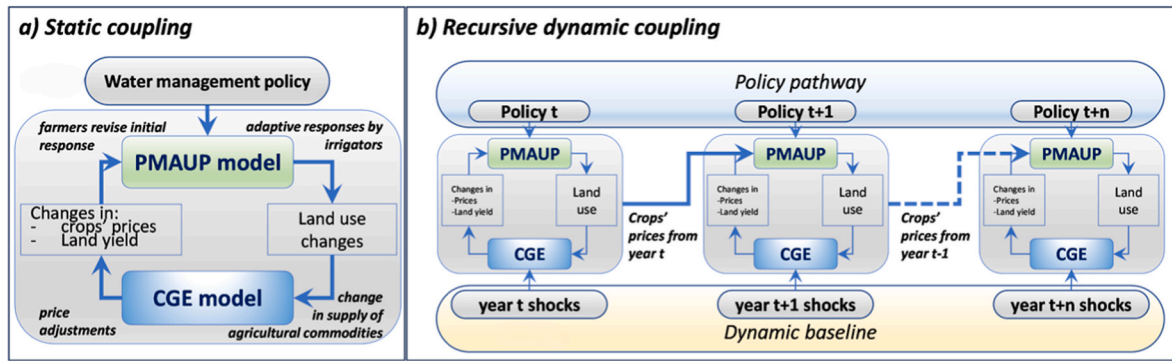 a) Static coupling
Water management policy
farmers revise initial
response
adaptive responses by
irrigators
PMAUP model
Changes in:
- crops' prices
- Land yield
Land use
changes
CGE model
price
adjustments
change
in supply of
agricultural commodities
b) Recursive dynamic coupling
Policy pathway
Policy t
Policy t+1
Policy t+n
PMAUP
Changes in
-Prices
-Land yield
Land
use
CGE
Crops'
prices from
year t
PMAUP
Changes in
-Prices
-Land yield
Land
use
CGE
Crops'
prices from
year t-1
PMAUP
Changes in
-Prices
-Land yield
Land
use
CGE
year t shocks
year t+1 shocks
year t+n shocks
Dynamic baseline